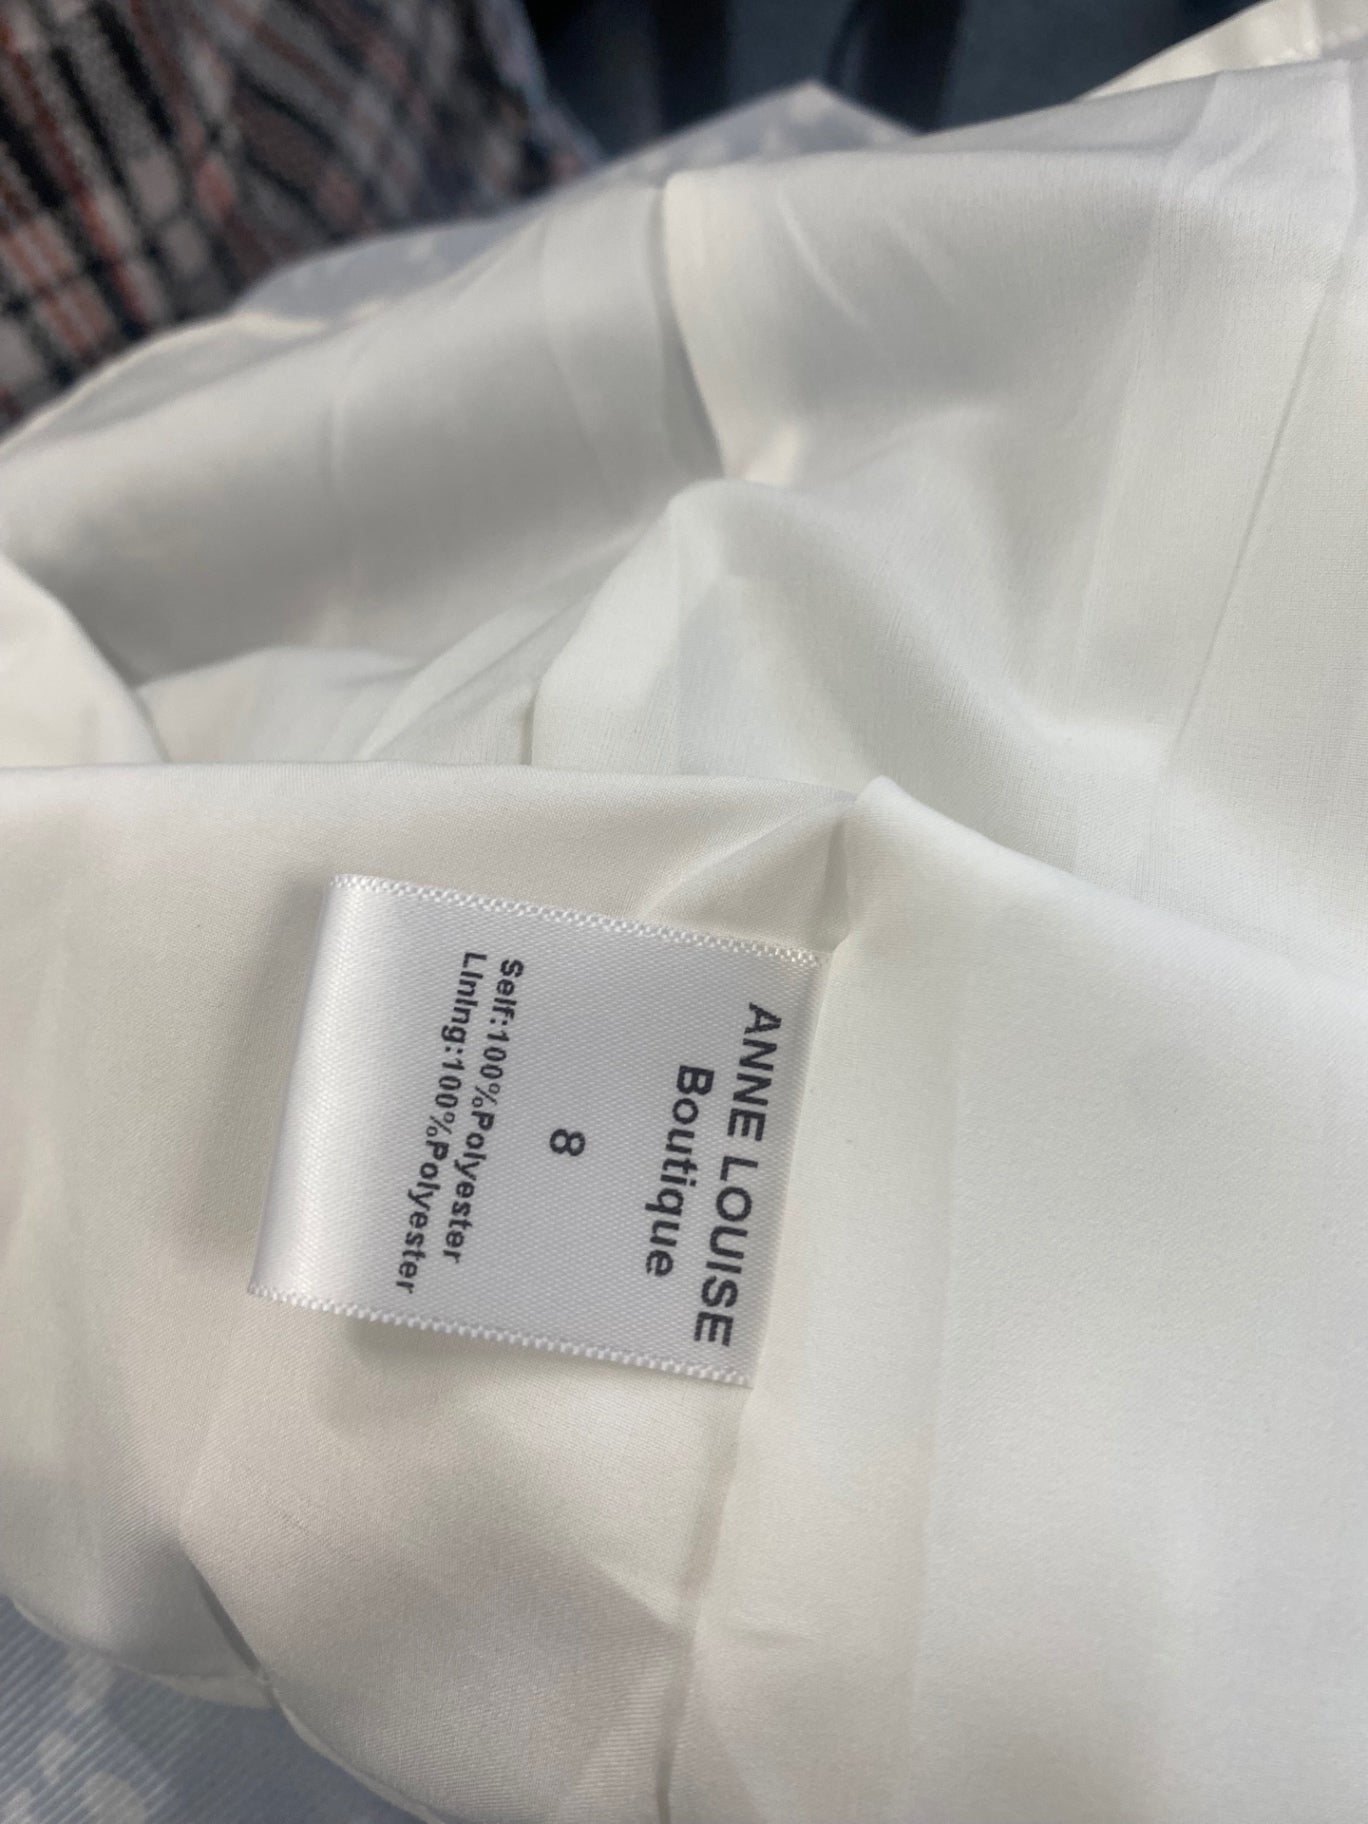 ANNE LOUISE
Boutique
8
Self:100%Polyester
Lining:100%Polyester